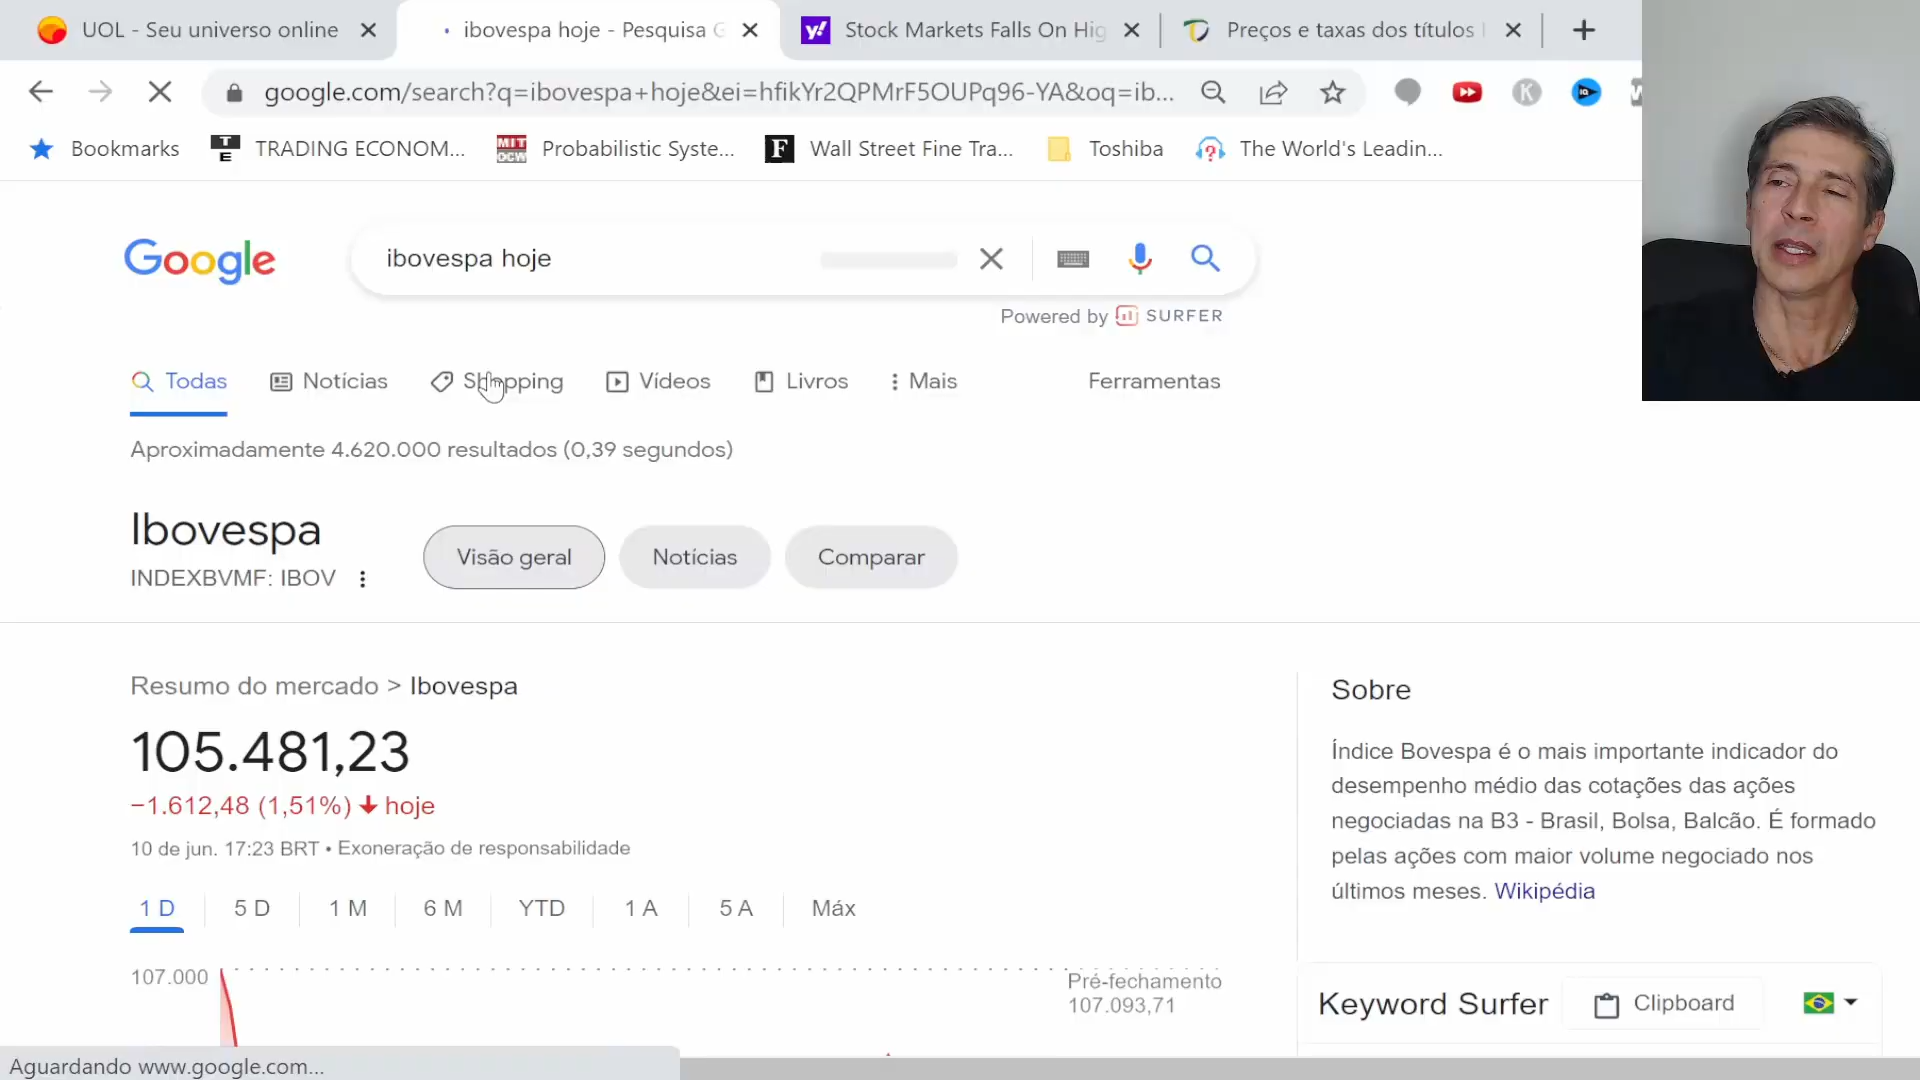 UOL - Seu universo online
ibovespa hoje - Pesquisa G
Stock Markets Falls On Hig
Preços e taxas dos títulos
google.com/search?q=ibovespa+hoje&ei=hfikYr2QPMrF5OUPq96-YA&oq=ib...
Bookmarks
TRADING ECONOM...
MIT OCW
Probabilistic Syste...
Wall Street Fine Tra...
Toshiba
The World's Leadin...
Google
ibovespa hoje
Powered by SURFER
Todas
Notícias
Shopping
Vídeos
Livros
Mais
Ferramentas
Aproximadamente 4.620.000 resultados (0,39 segundos)
Ibovespa
INDEXBVMF: IBOV
Visão geral
Notícias
Comparar
Resumo do mercado > Ibovespa
105.481,23
−1.612,48 (1,51%) hoje
10 de jun. 17:23 BRT • Exoneração de responsabilidade
1 D
5 D
1 M
6 M
YTD
1 A
5 A
Máx
107.000
Pré-fechamento
107.093,71
Sobre
Índice Bovespa é o mais importante indicador do
desempenho médio das cotações das ações
negociadas na B3 - Brasil, Bolsa, Balcão. É formado
pelas ações com maior volume negociado nos
últimos meses. Wikipédia
Keyword Surfer
Clipboard
Aguardando www.google.com...